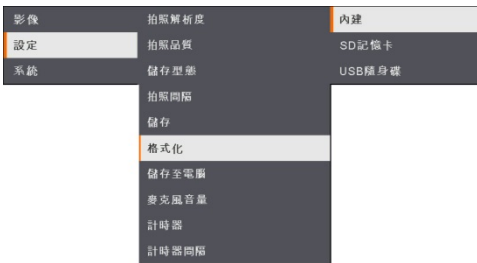 影像
設定
系統
拍照解析度
拍照品質
儲存型態
拍照間隔
儲存
格式化
儲存至電腦
麥克風音量
計時器
計時器間隔
內建
SD記憶卡
USB隨身碟